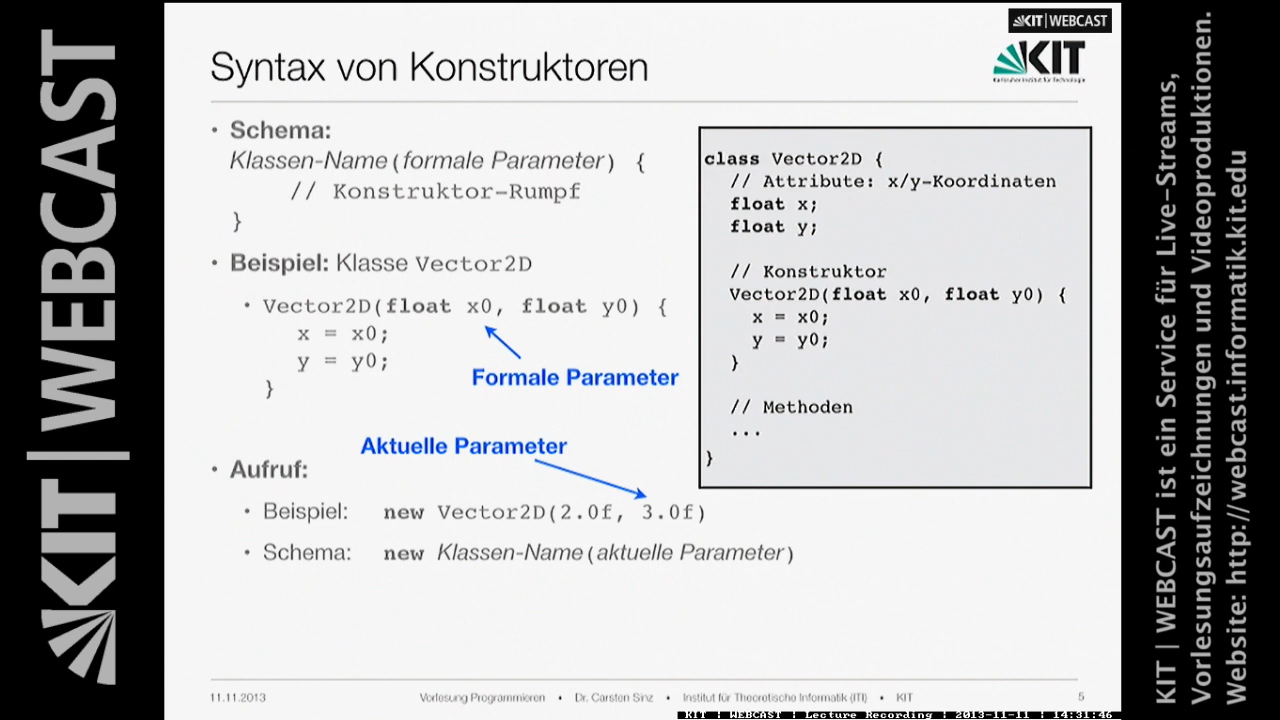 KIT | WEBCAST
KIT | WEBCAST
Syntax von Konstruktoren
KIT
Karlsruher Institut für Technologie
• Schema:
Klassen-Name(formale Parameter) {
// Konstruktor-Rumpf
}
• Beispiel: Klasse Vector2D
• Vector2D(float x0, float y0) {
x = x0;
y = y0;
}
Formale Parameter
Aktuelle Parameter
• Aufruf:
• Beispiel: new Vector2D(2.0f, 3.0f)
• Schema: new Klassen-Name(aktuelle Parameter)
class Vector2D {
// Attribute: x/y-Koordinaten
float x;
float y;
// Konstruktor
Vector2D(float x0, float y0) {
x = x0;
y = y0;
}
// Methoden
...
}
11.11.2013 Vorlesung Programmieren • Dr. Carsten Sinz • Institut für Theoretische Informatik (ITI) • KIT 5
KIT | WEBCAST | Lecture Recording | 2013-11-11 | 14:31:46
KIT | WEBCAST ist ein Service für Live-Streams,
Vorlesungsaufzeichnungen und Videoproduktionen.
Website: http://webcast.informatik.kit.edu